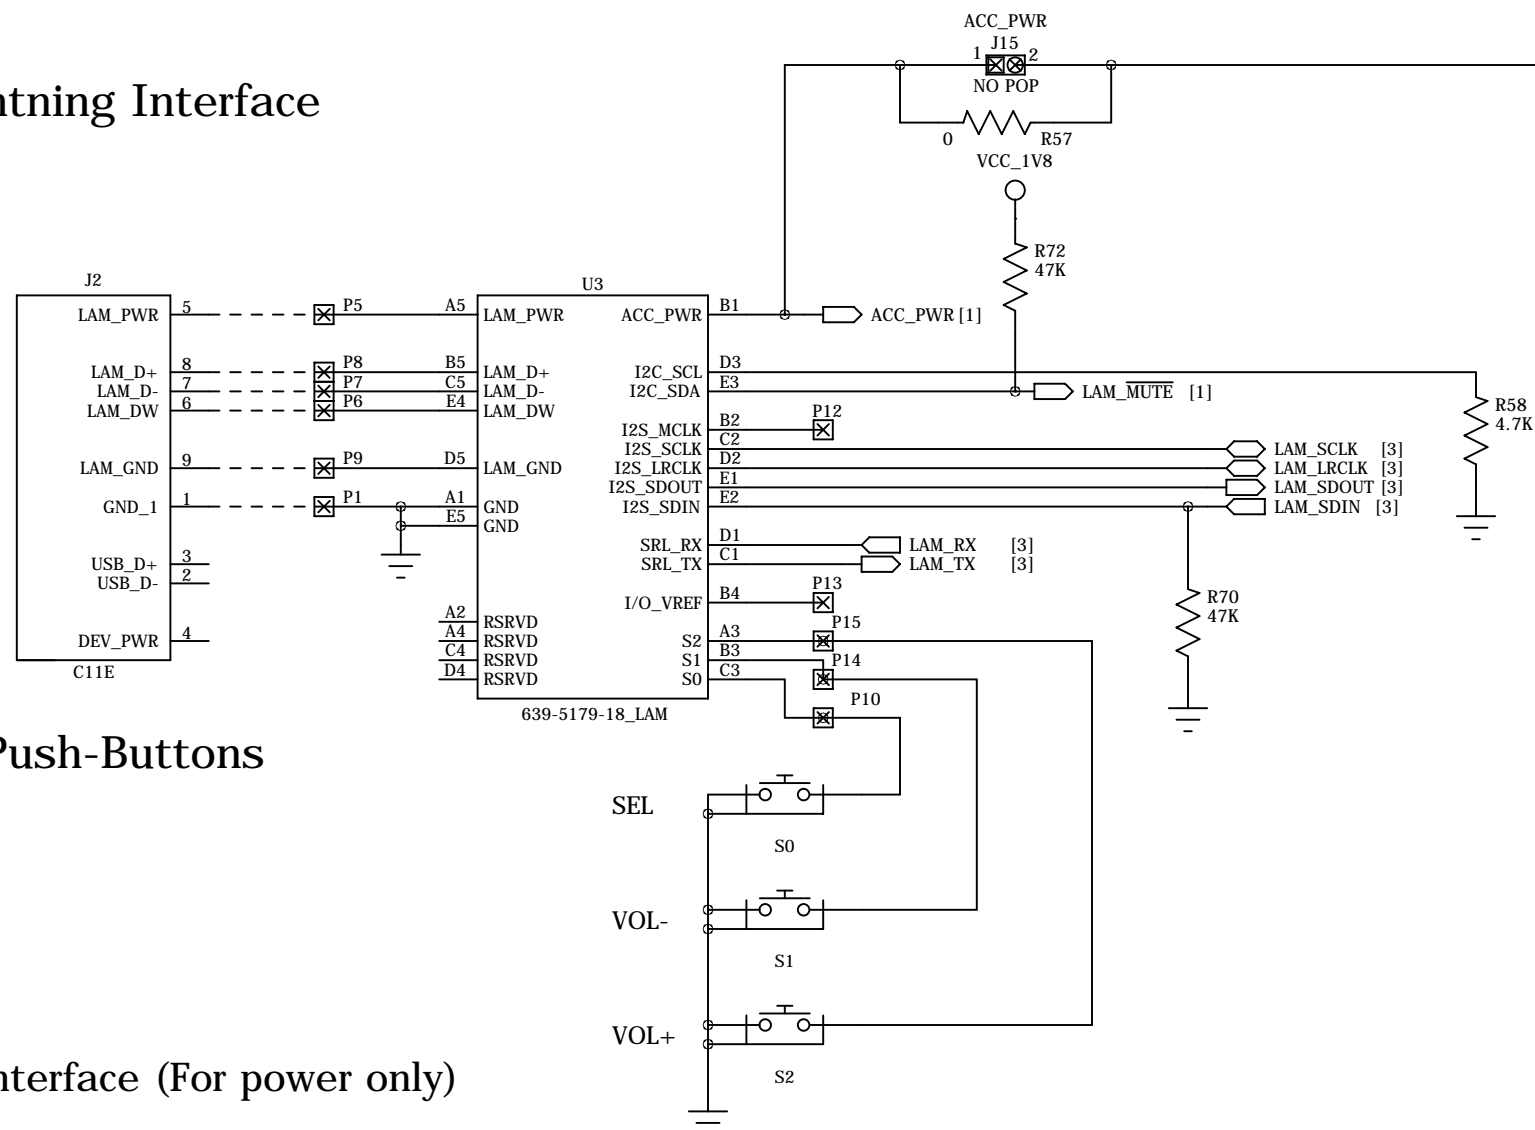 ACC_PWR
J15
1 2
NO POP
0 R57
ntning Interface
VCC_1V8
R72
47K
J2
U3
LAM_PWR 5 P5 A5 LAM_PWR
ACC_PWR B1 ACC_PWR [1]
LAM_D+ 8 P8 B5 LAM_D+
LAM_D- 7 P7 C5 LAM_D-
LAM_DW 6 P6 E4 LAM_DW
I2C_SCL D3
I2C_SDA E3 LAM_MUTE [1]
R58
4.7K
I2S_MCLK B2 P12
I2S_SCLK C2 LAM_SCLK [3]
LAM_GND 9 P9 D5 LAM_GND
I2S_LRCLK D2 LAM_LRCLK [3]
I2S_SDOUT E1 LAM_SDOUT [3]
GND_1 1 P1 A1 GND
I2S_SDIN E2 LAM_SDIN [3]
E5 GND
SRL_RX D1 LAM_RX [3]
SRL_TX C1 LAM_TX [3]
USB_D+ 3
USB_D- 2
I/O_VREF B4 P13
R70
47K
DEV_PWR 4
A2 RSRVD
A4 RSRVD
C4 RSRVD
D4 RSRVD
S2 A3 P15
S1 B3 P14
S0 C3 P10
C11E
639-5179-18_LAM
Push-Buttons
SEL
S0
VOL-
S1
VOL+
S2
nterface (For power only)